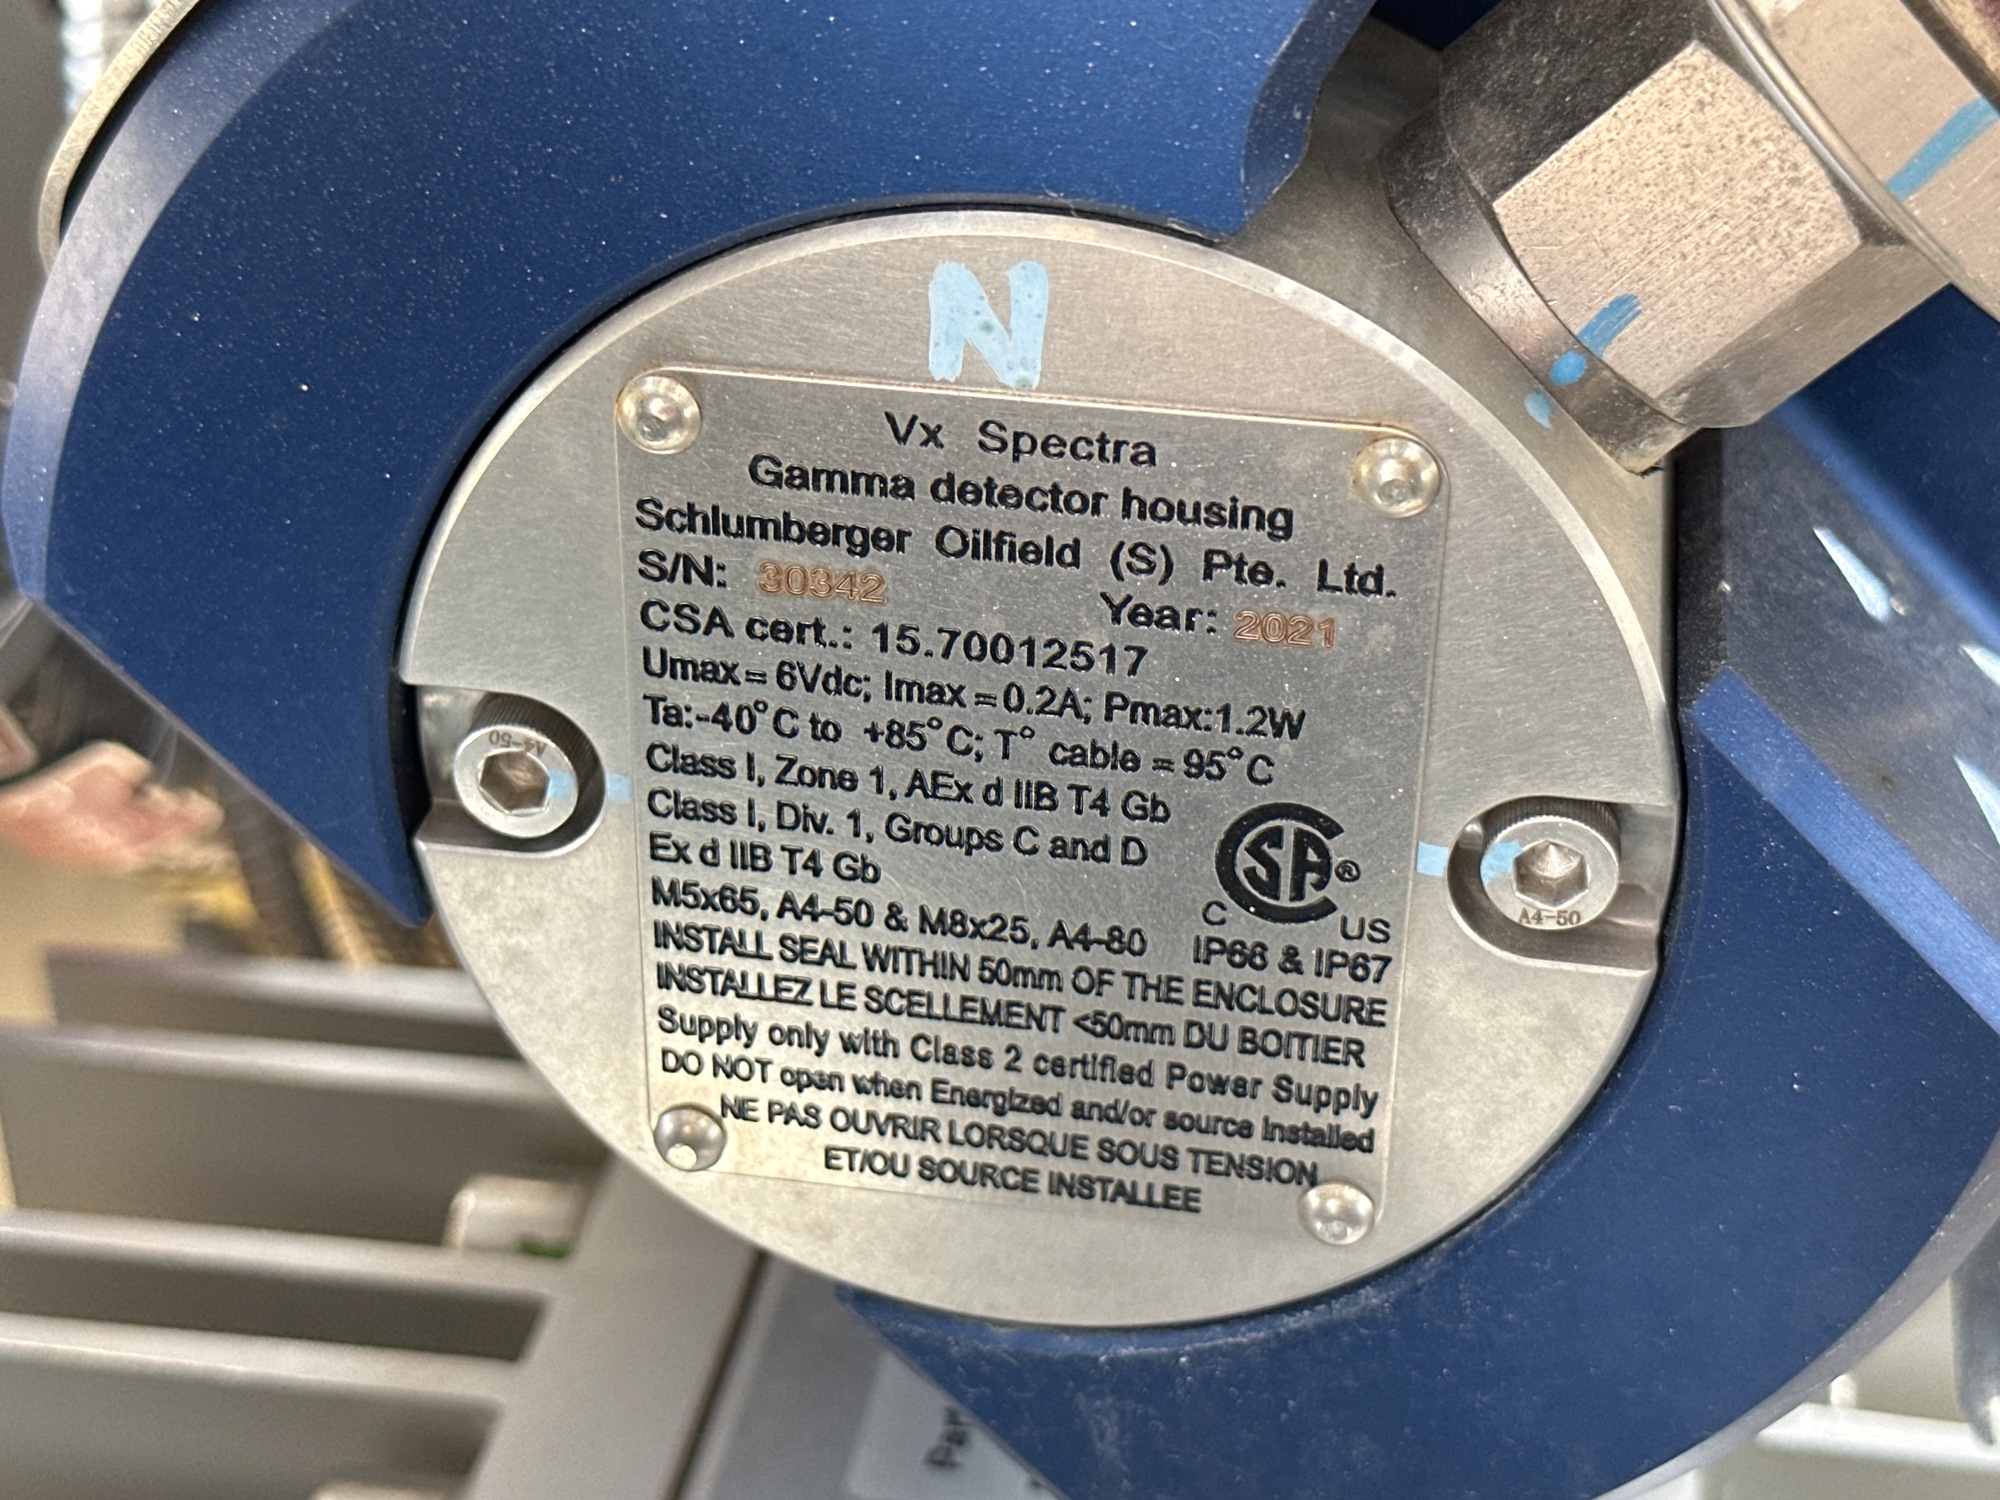 N
Vx Spectra
Gamma detector housing
Schlumberger Oilfield (S) Pte. Ltd.
S/N: 30342 Year: 2021
CSA cert.: 15.70012517
Umax= 6Vdc; Imax =0.2A; Pmax:1.2W
Ta:-40°C to +85°C; T° cable = 95°C
Class I, Zone 1, AEx d IIB T4 Gb
Class I, Div. 1, Groups C and D
Ex d IIB T4 Gb
CSA®
C US
M5x65, A4-50 & M8x25, A4-80 IP66 & IP67
INSTALL SEAL WITHIN 50mm OF THE ENCLOSURE
INSTALLEZ LE SCELLEMENT <50mm DU BOITIER
Supply only with Class 2 certified Power Supply
DO NOT open when Energized and/or source installed
NE PAS OUVRIR LORSQUE SOUS TENSION
ET/OU SOURCE INSTALLEE
A4-50
A4-50